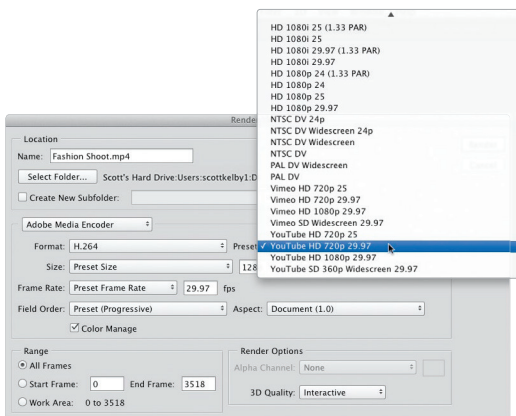 HD 1080i 25 (1.33 PAR)
HD 1080i 25
HD 1080i 29.97 (1.33 PAR)
HD 1080i 29.97
HD 1080p 24 (1.33 PAR)
HD 1080p 24
HD 1080p 25
HD 1080p 29.97
NTSC DV 24p
NTSC DV Widescreen 24p
NTSC DV Widescreen
NTSC DV
PAL DV Widescreen
PAL DV
Vimeo HD 720p 25
Vimeo HD 720p 29.97
Vimeo HD 1080p 29.97
Vimeo SD Widescreen 29.97
YouTube HD 720p 25
✓ YouTube HD 720p 29.97
YouTube HD 1080p 29.97
YouTube SD 360p Widescreen 29.97
Location
Name: Fashion Shoot.mp4
Select Folder... Scott's Hard Drive:Users:scottkelby1:D
Create New Subfolder:
Adobe Media Encoder
Format: H.264 Preset
Size: Preset Size 128
Frame Rate: Preset Frame Rate 29.97 fps
Field Order: Preset (Progressive) Aspect: Document (1.0)
Color Manage
Range
All Frames
Start Frame: 0 End Frame: 3518
Work Area: 0 to 3518
Render Options
Alpha Channel: None
3D Quality: Interactive